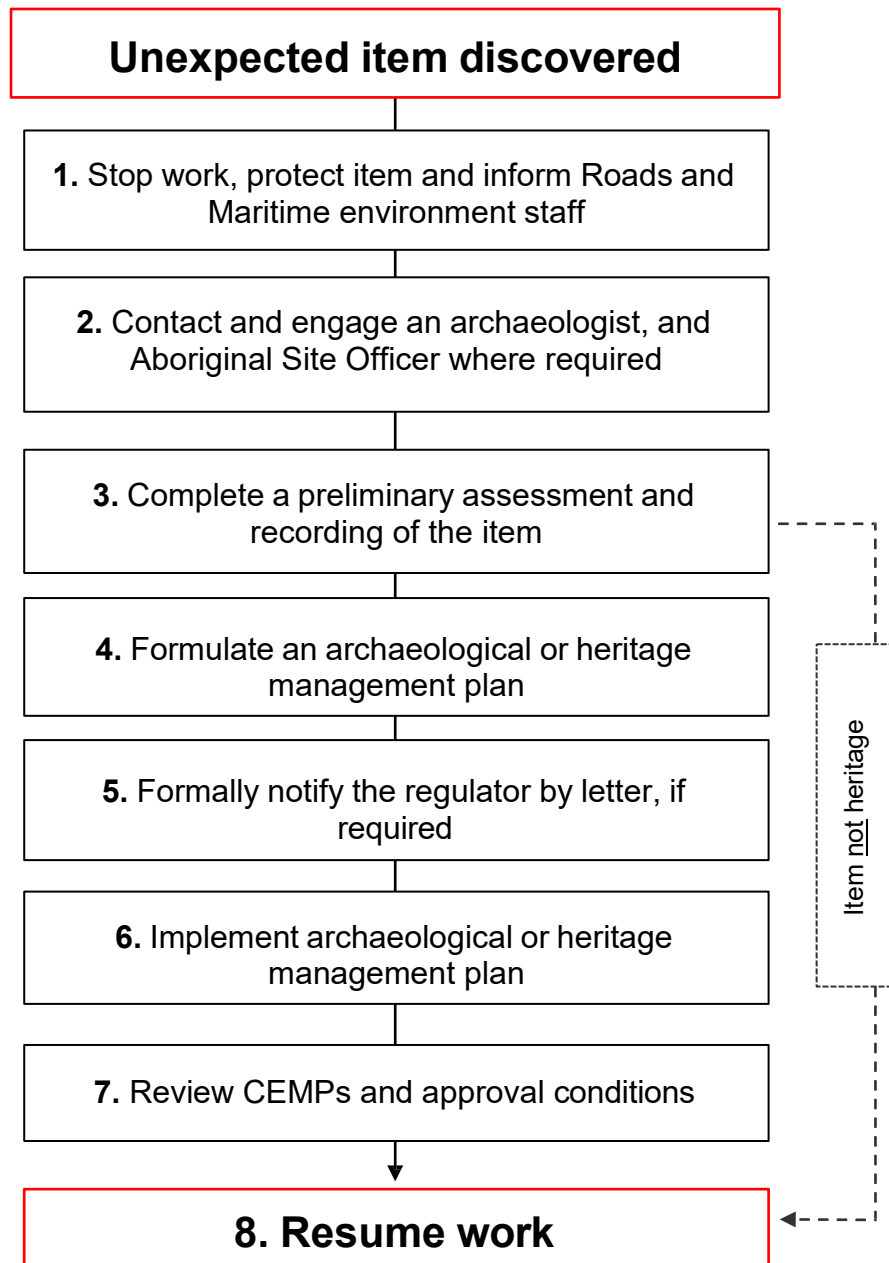 Unexpected item discovered
1. Stop work, protect item and inform Roads and
Maritime environment staff
2. Contact and engage an archaeologist, and
Aboriginal Site Officer where required
3. Complete a preliminary assessment and
recording of the item
4. Formulate an archaeological or heritage
management plan
5. Formally notify the regulator by letter, if
required
6. Implement archaeological or heritage
management plan
7. Review CEMPs and approval conditions
8. Resume work
Item not heritage